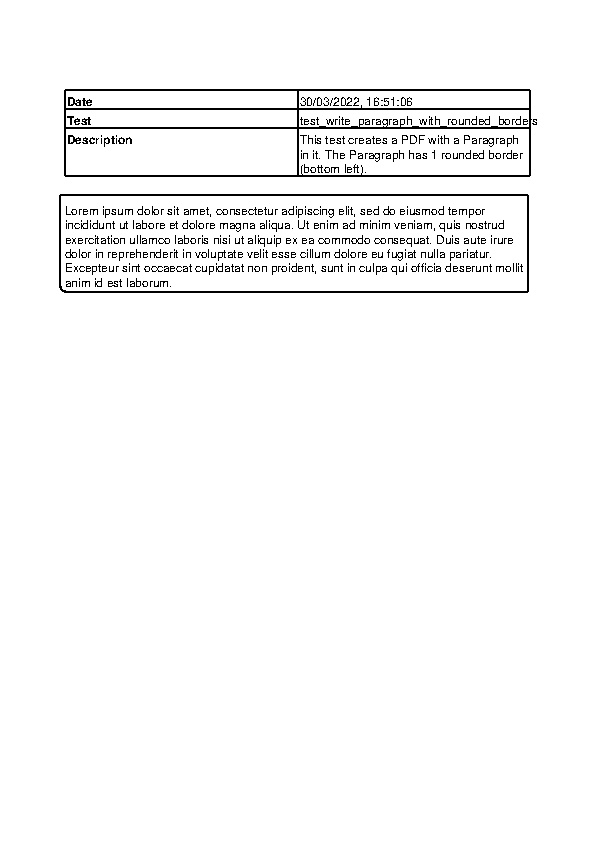 Date 30/03/2022, 16:51:06
Test test_write_paragraph_with_rounded_borders
Description This test creates a PDF with a Paragraph
in it. The Paragraph has 1 rounded border
(bottom left).
Lorem ipsum dolor sit amet, consectetur adipiscing elit, sed do eiusmod tempor
incididunt ut labore et dolore magna aliqua. Ut enim ad minim veniam, quis nostrud
exercitation ullamco laboris nisi ut aliquip ex ea commodo consequat. Duis aute irure
dolor in reprehenderit in voluptate velit esse cillum dolore eu fugiat nulla pariatur.
Excepteur sint occaecat cupidatat non proident, sunt in culpa qui officia deserunt mollit
anim id est laborum.